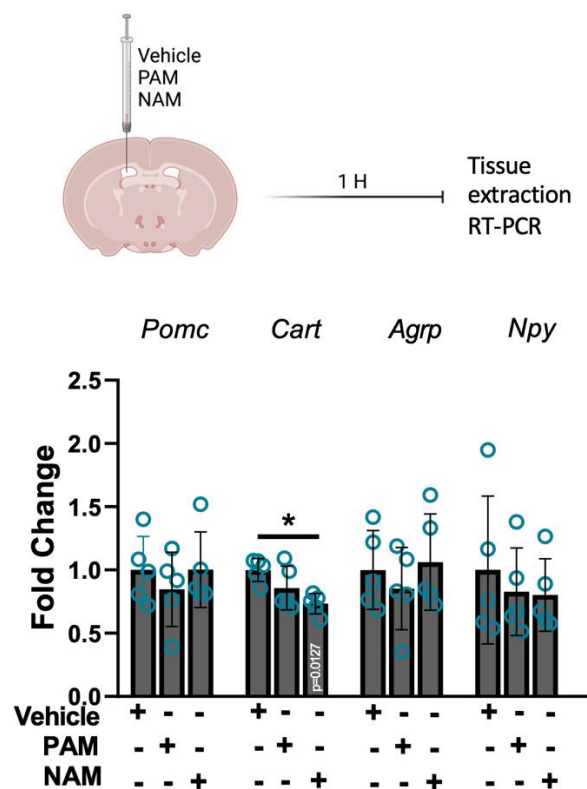 Vehicle
PAM
NAM
1 H
Tissue
extraction
RT-PCR
Pomc Cart Agrp Npy
Fold Change
2.5
2.0
1.5
1.0
0.5
0.0
*
p=0.0127
Vehicle + - - + - - + - - + - -
PAM - + - - + - - + - - + -
NAM - - + - - + - - + - - +